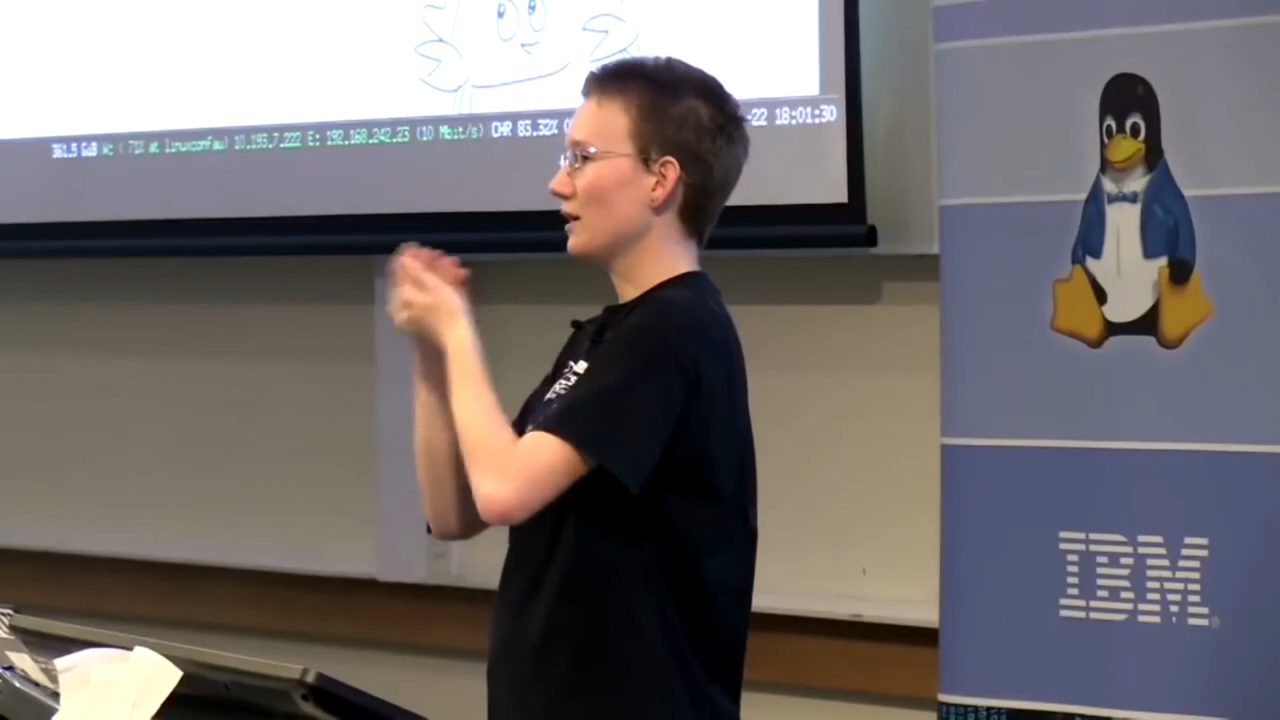 361.5 GiB W: ( 71% at linuxconfau) 10.193.7.222 E: 192.168.242.23 (10 Mbit/s) CHR 83.32% -22 18:01:30
IBM